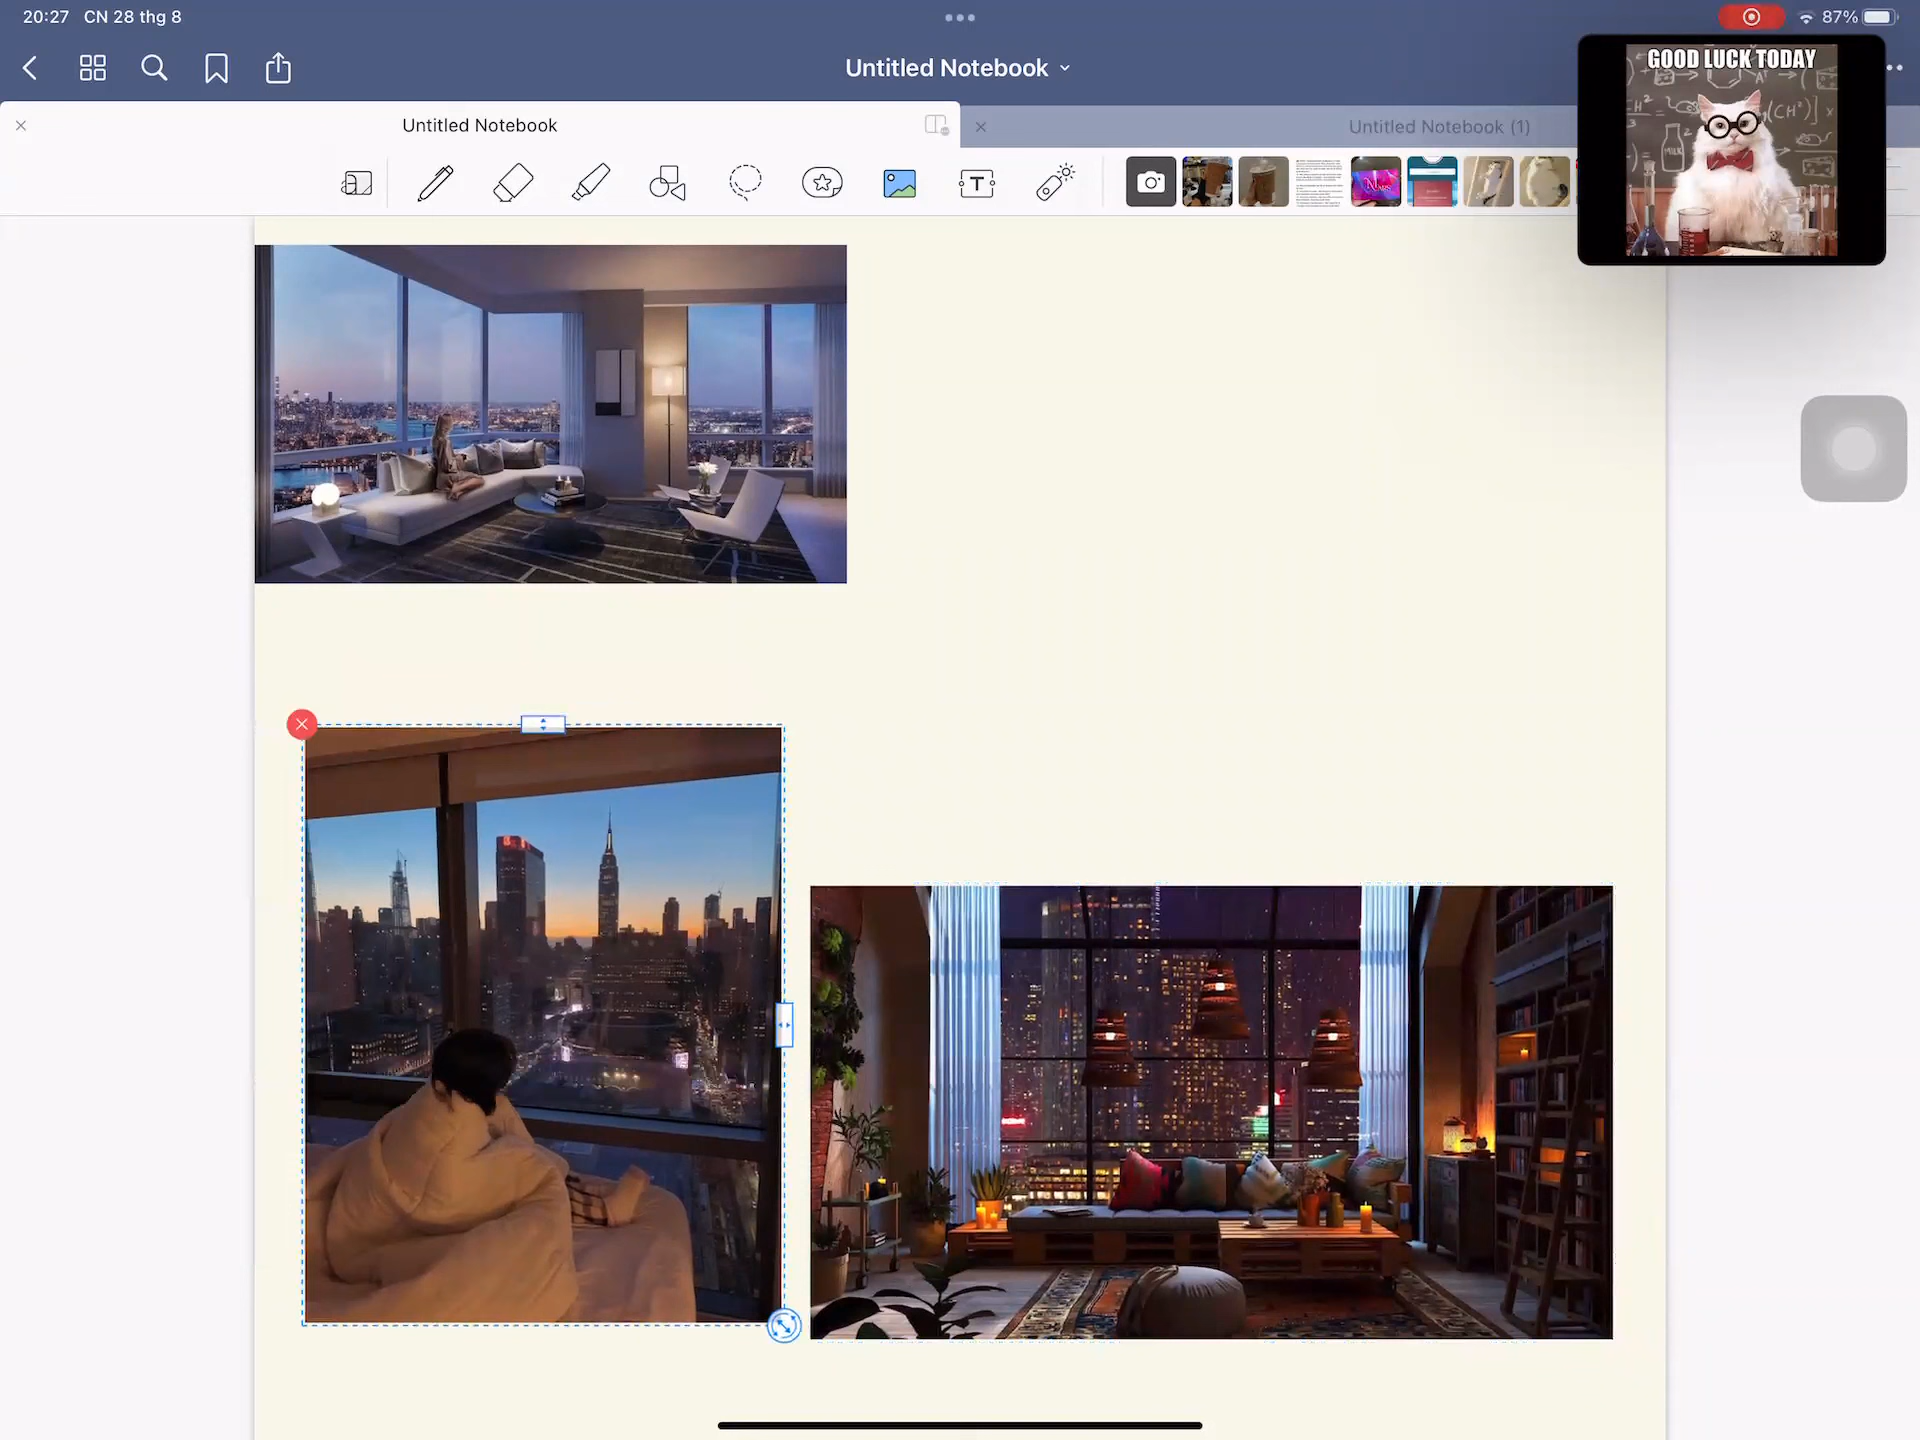 20:27 CN 28 thg 8
87%
Untitled Notebook
Untitled Notebook
Untitled Notebook (1)
GOOD LUCK TODAY